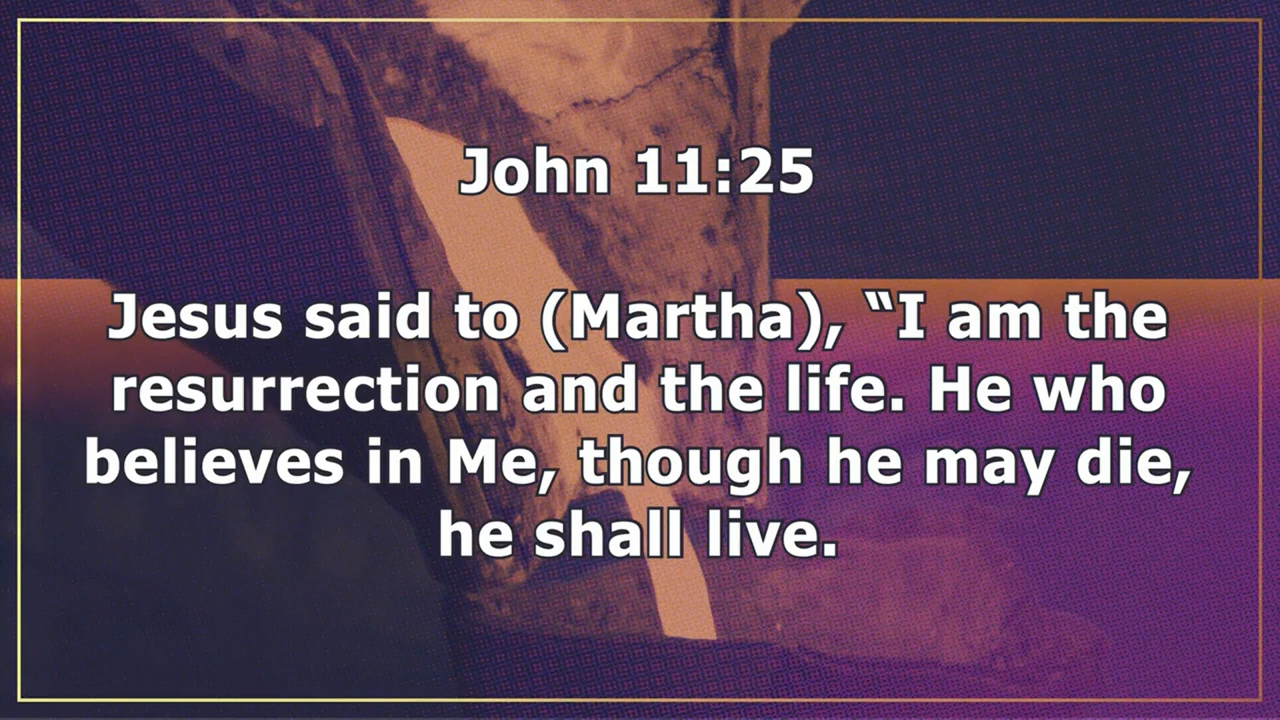 John 11:25
Jesus said to (Martha), “I am the
resurrection and the life. He who
believes in Me, though he may die,
he shall live.